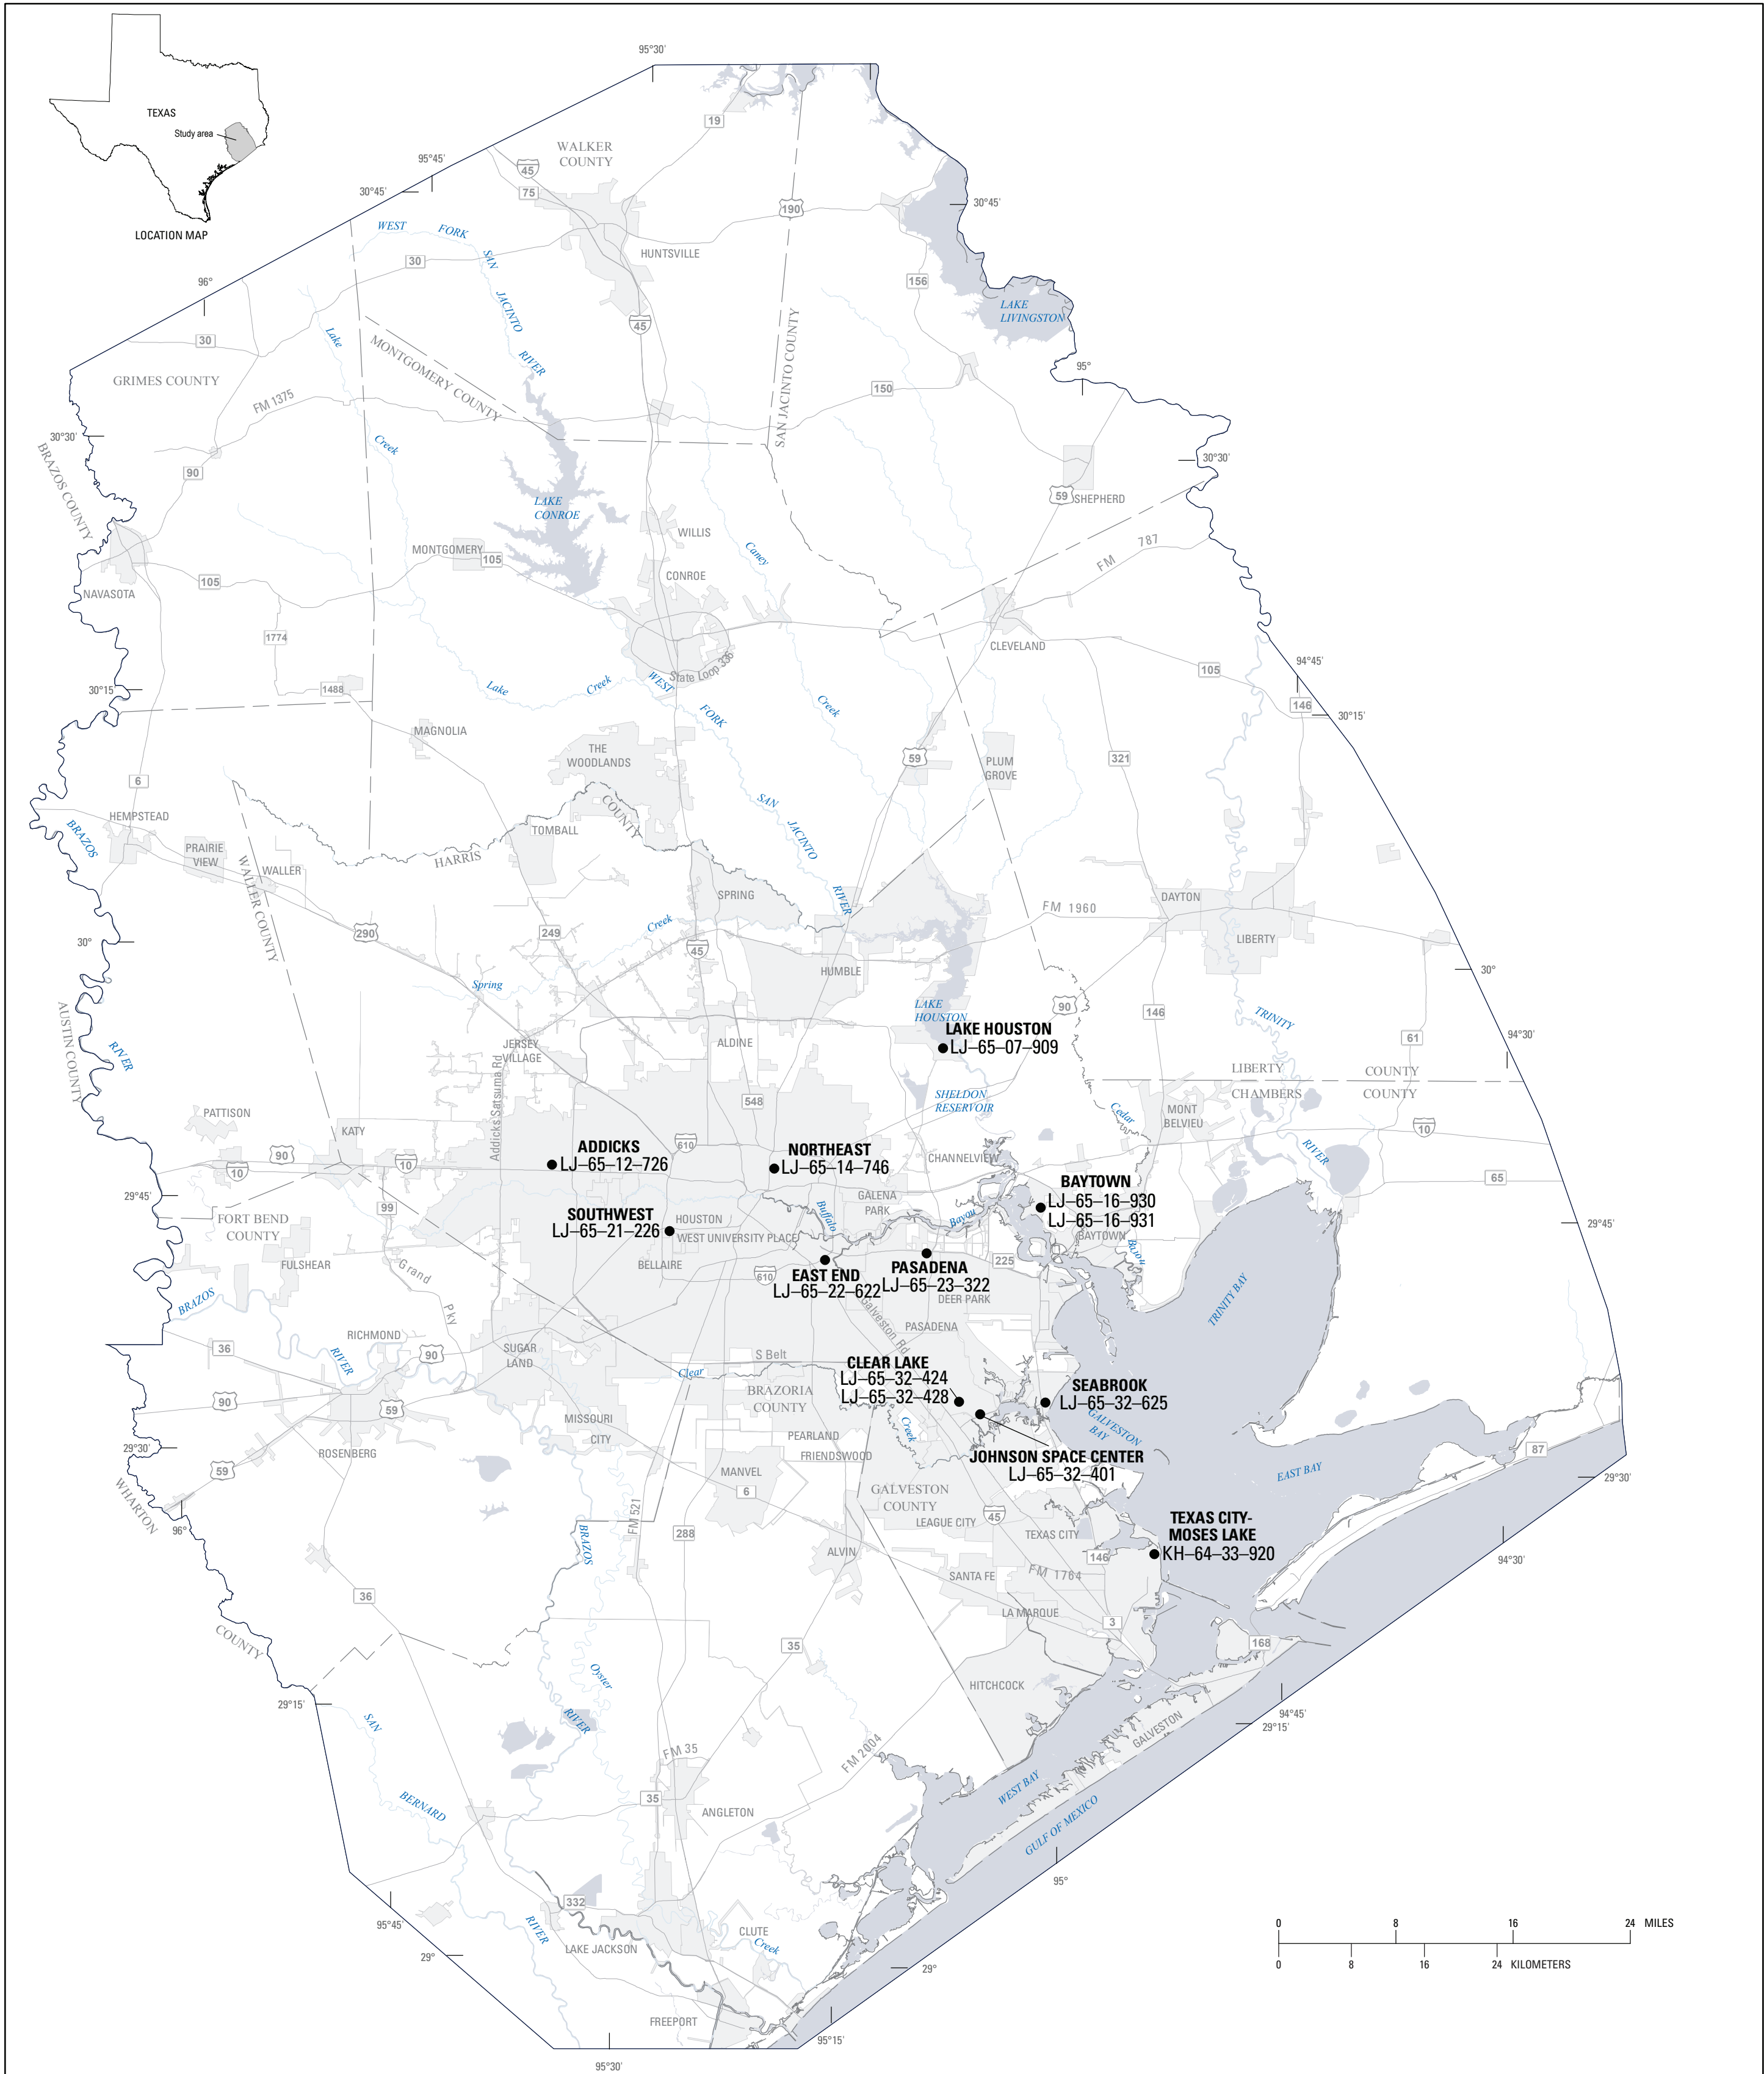 95°30'
TEXAS
Study area
LOCATION MAP
19
WALKER
COUNTY
95°45'
45
75
30°45'
190
30°45'
WEST FORK SAN JACINTO RIVER
HUNTSVILLE
30
156
96°
LAKE
LIVINGSTON
45
Lake
30
MONTGOMERY COUNTY
SAN JACINTO COUNTY
95°
GRIMES COUNTY
150
FM 1375
30°30'
Creek
BRAZOS COUNTY
30°30'
90
59
SHEPHERD
LAKE
CONROE
WILLIS
787
FM
MONTGOMERY
105
Caney
CONROE
105
NAVASOTA
1774
CLEVELAND
94°45'
State Loop 336
105
30°15'
1488
Lake
Creek
WEST
FORK
Creek
146
30°15'
MAGNOLIA
THE
WOODLANDS
59
PLUM
GROVE
321
6
SAN
COUNTY
HEMPSTEAD
BRAZOS
TOMBALL
JACINTO
PRAIRIE
VIEW
HARRIS
WALLER
WALLER COUNTY
SPRING
RIVER
DAYTON
FM 1960
290
249
Creek
30°
45
LIBERTY
HUMBLE
30°
Spring
LAKE
HOUSTON
90
146
TRINITY
AUSTIN COUNTY
RIVER
94°30'
LAKE HOUSTON
LJ–65–07–909
61
JERSEY
VILLAGE
ALDINE
Addicks Satsuma Rd
LIBERTY COUNTY
CHAMBERS COUNTY
SHELDON
RESERVOIR
548
PATTISON
Cedar
MONT
BELVIEU
KATY
10
610
ADDICKS
LJ–65–12–726
NORTHEAST
LJ–65–14–746
90
10
10
CHANNELVIEW
RIVER
65
BAYTOWN
LJ–65–16–930
LJ–65–16–931
29°45'
99
GALENA
PARK
SOUTHWEST
LJ–65–21–226
HOUSTON
Buffalo
Bayou
FORT BEND
COUNTY
WEST UNIVERSITY PLACE
BAYTOWN
29°45'
Bayou
FULSHEAR
BELLAIRE
610
EAST END
LJ–65–22–622
PASADENA
LJ–65–23–322
225
Grand
Pky
DEER PARK
BRAZOS
TRINITY BAY
Galveston Rd
PASADENA
RICHMOND
36
RIVER
90
SUGAR
LAND
S Belt
Clear
CLEAR LAKE
LJ–65–32–424
LJ–65–32–428
SEABROOK
LJ–65–32–625
90
59
BRAZORIA
COUNTY
MISSOURI
CITY
Creek
GALVESTON
BAY
29°30'
ROSENBERG
PEARLAND
FRIENDSWOOD
87
JOHNSON SPACE CENTER
LJ–65–32–401
59
MANVEL
6
EAST BAY
29°30'
WHARTON
96°
GALVESTON
COUNTY
LEAGUE CITY
45
TEXAS CITY
TEXAS CITY-
MOSES LAKE
KH–64–33–920
FM 521
BRAZOS
288
ALVIN
146
94°30'
SANTA FE
FM 1764
36
LA MARQUE
3
COUNTY
35
168
Oyster
HITCHCOCK
29°15'
SAN
RIVER
94°45'
29°15'
GALVESTON
FM 35
FM 2004
WEST BAY
BERNARD
35
ANGLETON
GULF OF MEXICO
95°
332
95°45'
RIVER
CLUTE
Creek
0 8 16 24 MILES
LAKE JACKSON
29°
29°
0 8 16 24 KILOMETERS
FREEPORT
95°15'
95°30'